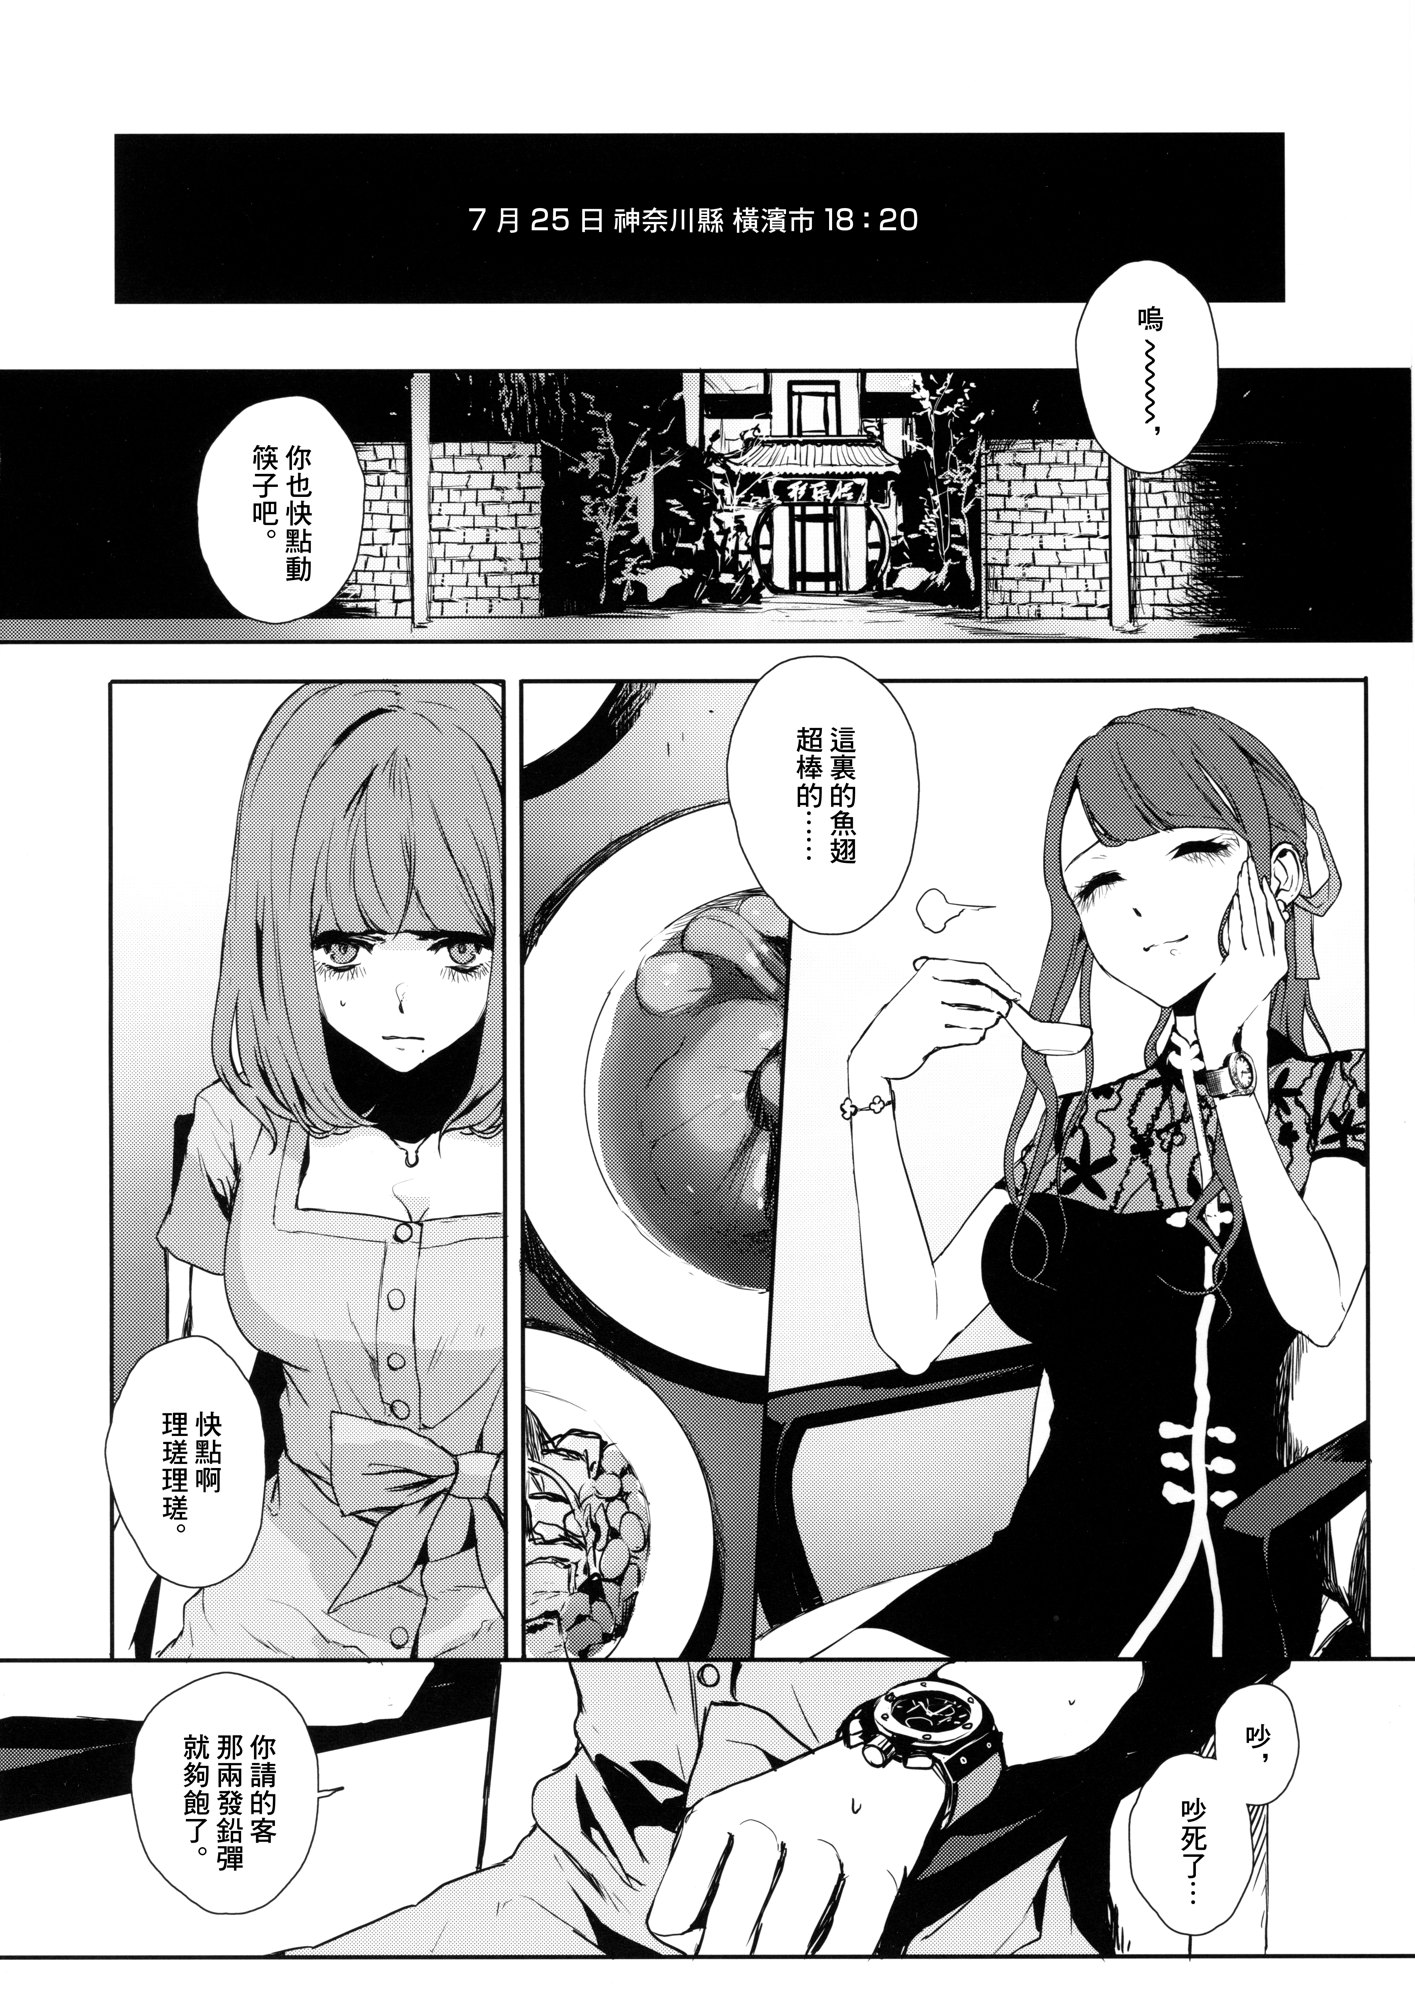 7月25日 神奈川縣 橫濱市 18:20
嗚~~~~~,
你也快點動
筷子吧。
這裏的魚翅
超棒的……
快點啊
理瑳理瑳。
吵,
吵死了…
你請的客
那兩發鉛彈
就夠飽了。